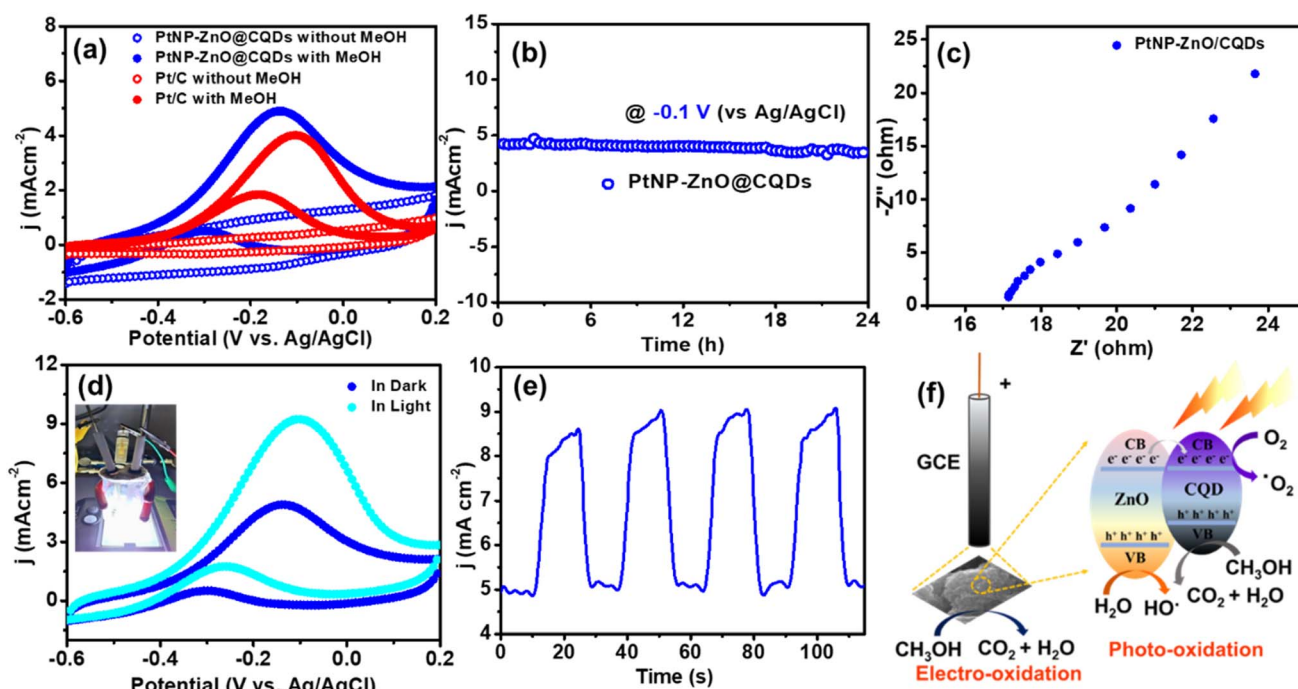 (a)
PtNP-ZnO@CQDs without MeOH
PtNP-ZnO@CQDs with MeOH
Pt/C without MeOH
Pt/C with MeOH
j (mAcm⁻²)
8
6
4
2
0
-2
-0.6
-0.4
-0.2
0.0
0.2
Potential (V vs. Ag/AgCl)
(b)
@ -0.1 V (vs Ag/AgCl)
PtNP-ZnO@CQDs
j (mAcm⁻²)
15
10
5
0
-5
-10
0
6
12
18
24
Time (h)
(c)
PtNP-ZnO/CQDs
-Z'' (ohm)
25
20
15
10
5
0
16
18
20
22
24
Z' (ohm)
(d)
In Dark
In Light
j (mAcm⁻²)
12
9
6
3
0
-0.6
-0.4
-0.2
0.0
0.2
Potential (V vs. Ag/AgCl)
(e)
j (mA cm⁻²)
10
9
8
7
6
5
4
0
20
40
60
80
100
Time (s)
(f)
+
GCE
CH₃OH
CO₂ + H₂O
Electro-oxidation
CB
e⁻ e⁻ e⁻ e⁻
ZnO
h⁺ h⁺ h⁺ h⁺
VB
CB
e⁻ e⁻ e⁻ e⁻
CQD
h⁺ h⁺ h⁺ h⁺
VB
O₂
•O₂
CH₃OH
CO₂ + H₂O
H₂O
HO•
Photo-oxidation